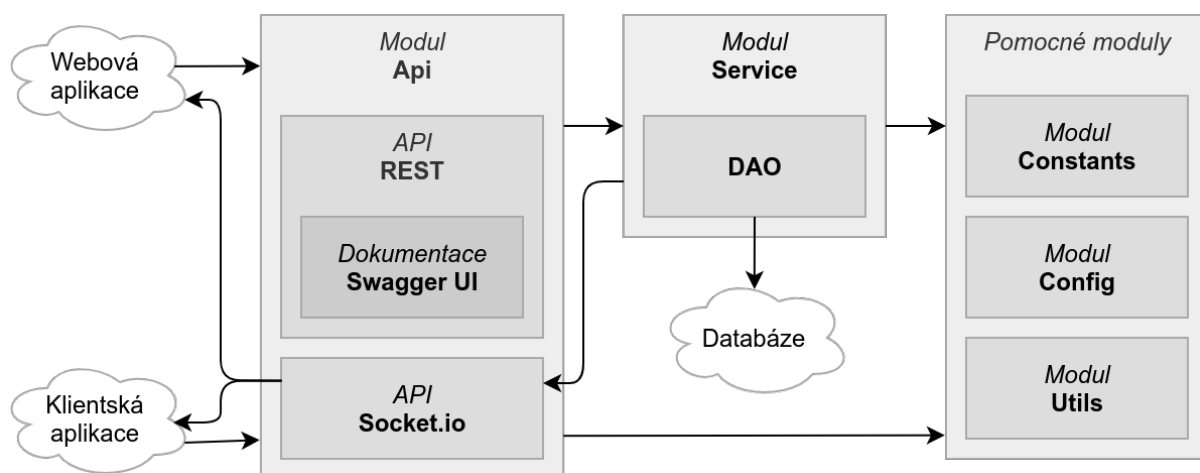 Webová
aplikace
Modul
Api
API
REST
Dokumentace
Swagger UI
API
Socket.io
Klientská
aplikace
Modul
Service
DAO
Databáze
Pomocné moduly
Modul
Constants
Modul
Config
Modul
Utils